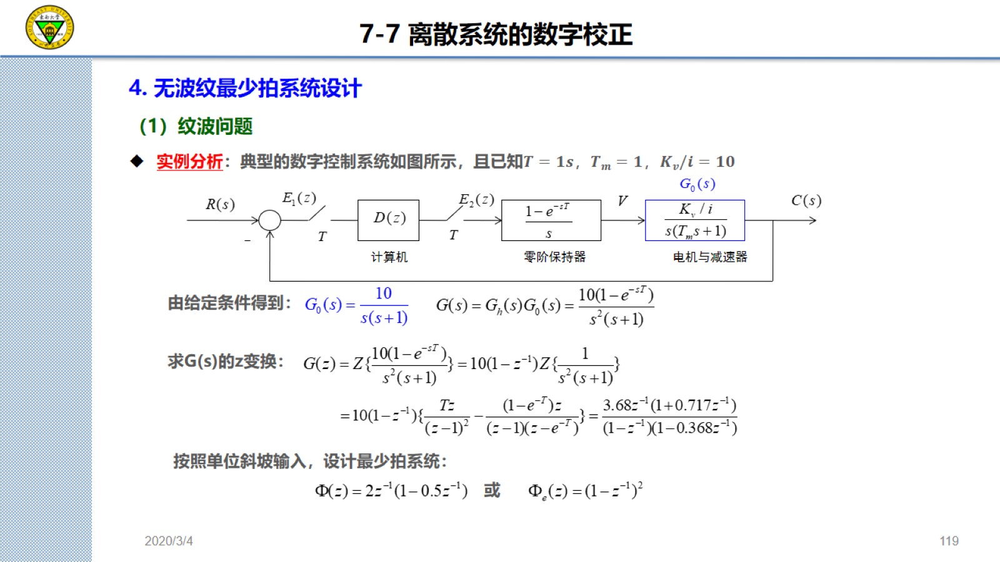 7-7 离散系统的数字校正
4. 无波纹最少拍系统设计
（1）纹波问题
◆ 实例分析：典型的数字控制系统如图所示，且已知T = 1s，T_m = 1，K_v/i = 10
G_0(s)
R(s) E_1(z) E_2(z) V C(s)
D(z) \frac{1-e^{-sT}}{s} \frac{K_v / i}{s(T_m s+1)}
− T T
计算机 零阶保持器 电机与减速器
由给定条件得到： G_0(s) = \frac{10}{s(s+1)} G(s) = G_h(s)G_0(s) = \frac{10(1-e^{-sT})}{s^2(s+1)}
求G(s)的z变换： G(z) = Z{\frac{10(1-e^{-sT})}{s^2(s+1)}} = 10(1-z^{-1})Z{\frac{1}{s^2(s+1)}}
=10(1-z^{-1}){\frac{Tz}{(z-1)^2} - \frac{(1-e^{-T})z}{(z-1)(z-e^{-T})}} = \frac{3.68z^{-1}(1+0.717z^{-1})}{(1-z^{-1})(1-0.368z^{-1})}
按照单位斜坡输入，设计最少拍系统：
Φ(z) = 2z^{-1}(1-0.5z^{-1}) 或 Φ_e(z) = (1-z^{-1})^2
2020/3/4
119